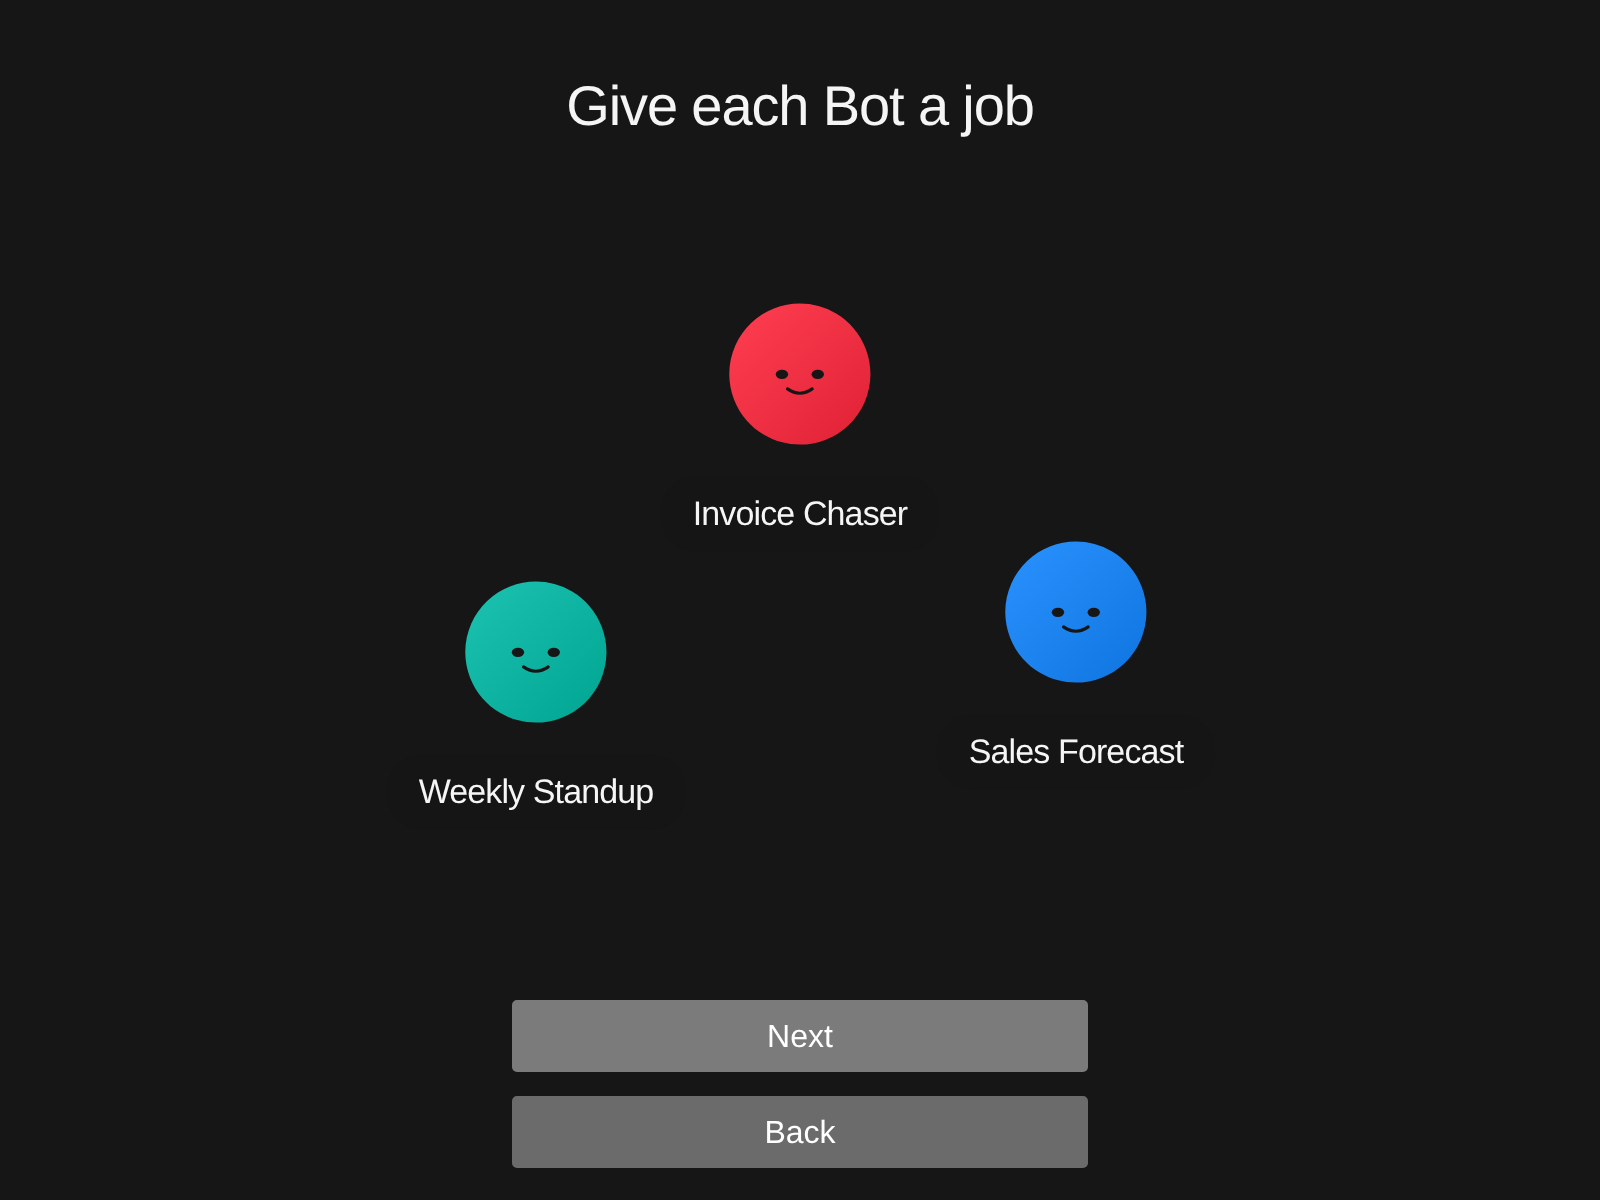 Give each Bot a job
Invoice Chaser
Sales Forecast
Weekly Standup
Next
Back